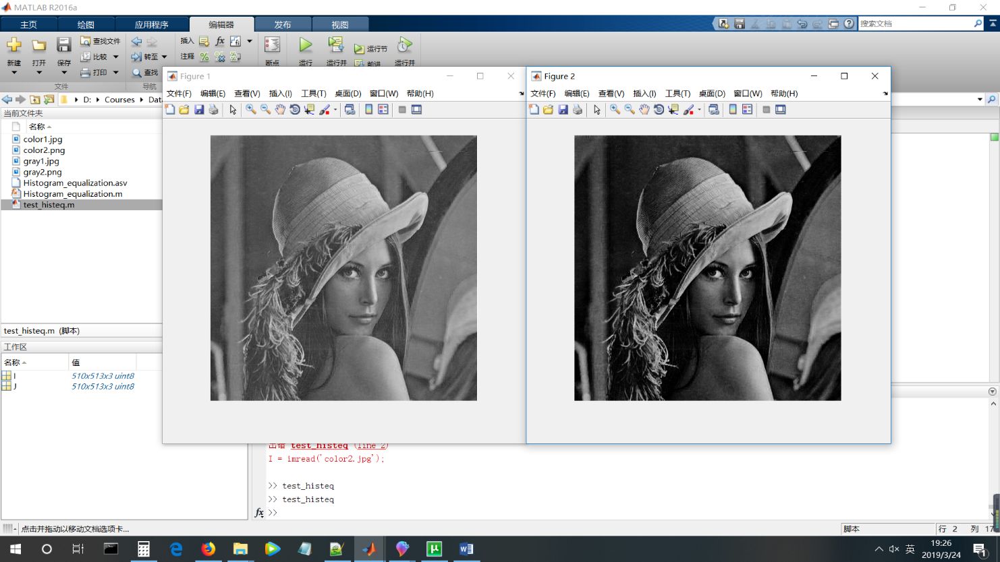 MATLAB R2016a
主页 绘图 应用程序 编辑器 发布 视图
搜索文档
新建 打开 保存 查找文件 比较 打印
转至 查找
插入 注释
断点 运行 运行并 运行节 前进 运行并
文件 导航
D: Courses Data
当前文件夹
名称
color1.jpg
color2.png
gray1.jpg
gray2.png
Histogram_equalization.asv
Histogram_equalization.m
test_histeq.m
test_histeq.m (脚本)
工作区
名称 值
I 510x513x3 uint8
J 510x513x3 uint8
Figure 1
文件(F) 编辑(E) 查看(V) 插入(I) 工具(T) 桌面(D) 窗口(W) 帮助(H)
Figure 2
文件(F) 编辑(E) 查看(V) 插入(I) 工具(T) 桌面(D) 窗口(W) 帮助(H)
出错 test_histeq (line 2)
I = imread('color2.jpg');
>> test_histeq
>> test_histeq
fx >>
点击并拖动以移动文档选项卡...
脚本 行 2 列 17
英
19:26
2019/3/24
1